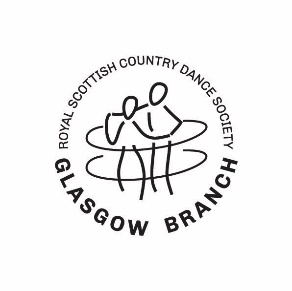 ROYAL SCOTTISH COUNTRY DANCE SOCIETY
GLASGOW BRANCH